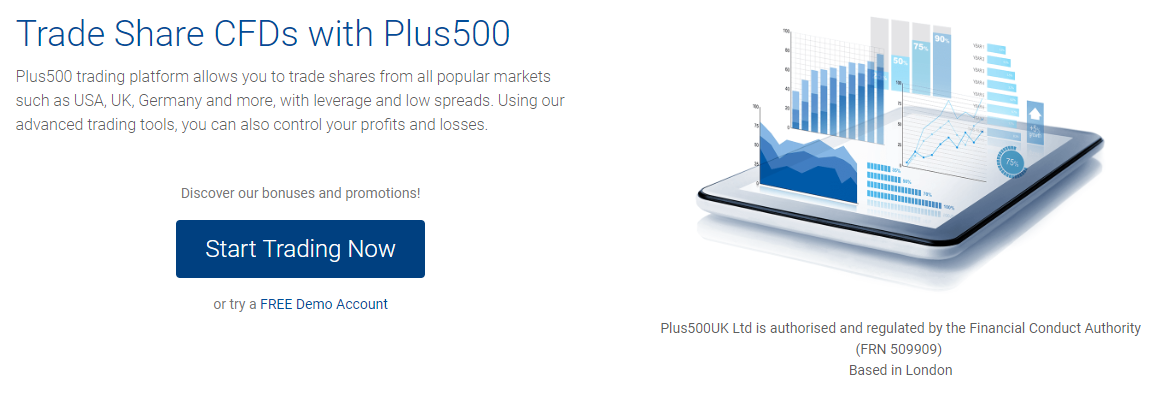 Trade Share CFDs with Plus500
Plus500 trading platform allows you to trade shares from all popular markets
such as USA, UK, Germany and more, with leverage and low spreads. Using our
advanced trading tools, you can also control your profits and losses.
Discover our bonuses and promotions!
Start Trading Now
or try a FREE Demo Account
50%
75%
90%
75%
100%
Plus500UK Ltd is authorised and regulated by the Financial Conduct Authority
(FRN 509909)
Based in London